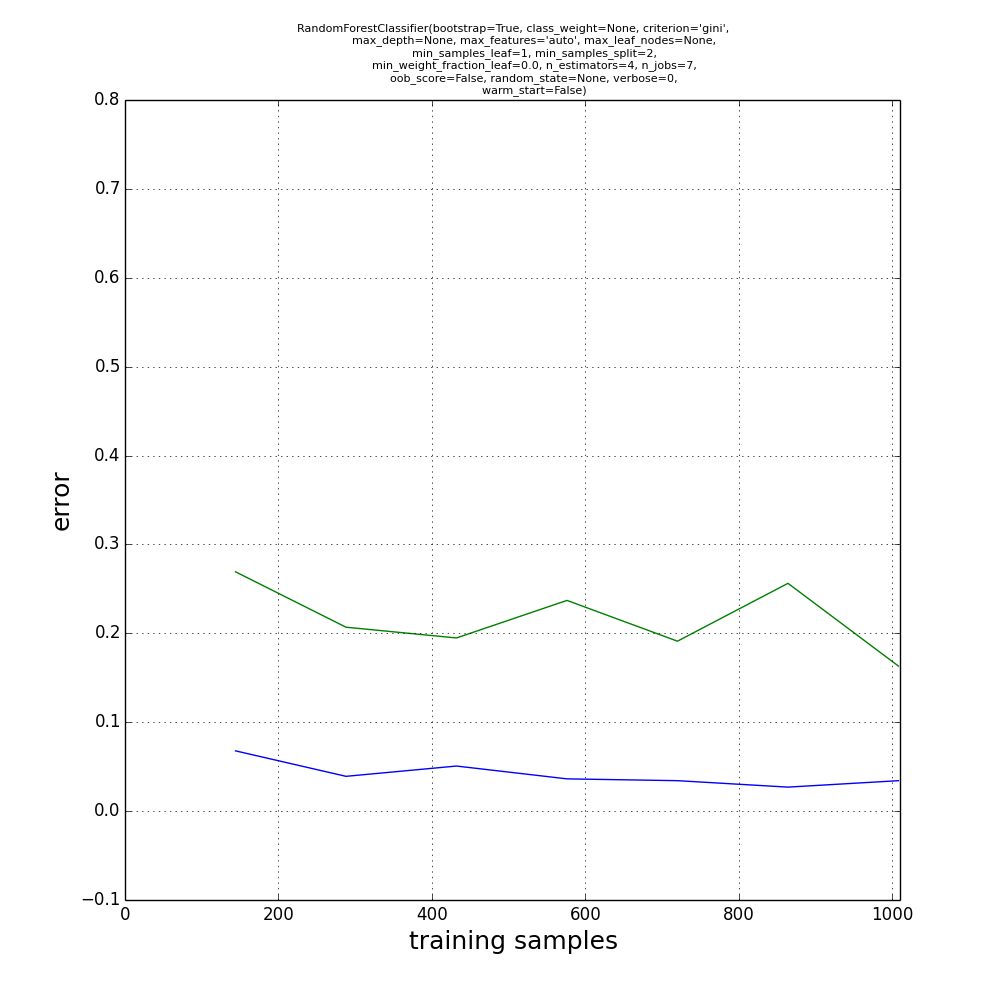 RandomForestClassifier(bootstrap=True, class_weight=None, criterion='gini',
max_depth=None, max_features='auto', max_leaf_nodes=None,
min_samples_leaf=1, min_samples_split=2,
min_weight_fraction_leaf=0.0, n_estimators=4, n_jobs=7,
oob_score=False, random_state=None, verbose=0,
warm_start=False)
0.8
0.7
0.6
0.5
0.4
0.3
0.2
0.1
0.0
−0.1
error
0 200 400 600 800 1000
training samples